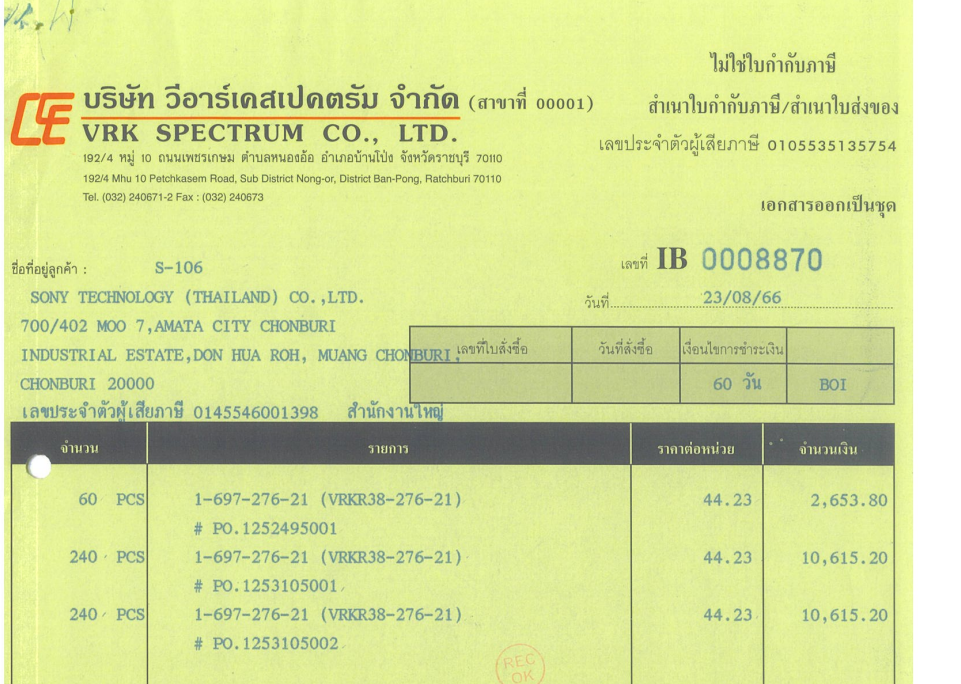 ไม่ใช่ใบกำกับภาษี
บริษัท วีอาร์เคสเปคตรัม จำกัด (สาขาที่ 00001)
สำเนาใบกำกับภาษี/สำเนาใบส่งของ
VRK SPECTRUM CO., LTD.
เลขประจำตัวผู้เสียภาษี 0105535135754
192/4 หมู่ 10 ถนนเพชรเกษม ตำบลหนองอ้อ อำเภอบ้านโป่ง จังหวัดราชบุรี 70110
192/4 Mhu 10 Petchkasem Road, Sub District Nong-or, District Ban-Pong, Ratchburi 70110
Tel. (032) 240671-2 Fax : (032) 240673
เอกสารออกเป็นชุด
ชื่อที่อยู่ลูกค้า : S-106
เลขที่ IB 0008870
SONY TECHNOLOGY (THAILAND) CO.,LTD.
วันที่ 23/08/66
700/402 MOO 7,AMATA CITY CHONBURI
INDUSTRIAL ESTATE,DON HUA ROH, MUANG CHONBURI,
เลขที่ใบสั่งซื้อ วันที่สั่งซื้อ เงื่อนไขการชำระเงิน
CHONBURI 20000
60 วัน BOI
เลขประจำตัวผู้เสียภาษี 0145546001398 สำนักงานใหญ่
จำนวน รายการ ราคาต่อหน่วย จำนวนเงิน
60 PCS 1-697-276-21 (VRKR38-276-21) 44.23 2,653.80
# PO.1252495001
240 PCS 1-697-276-21 (VRKR38-276-21) 44.23 10,615.20
# PO.1253105001
240 PCS 1-697-276-21 (VRKR38-276-21) 44.23 10,615.20
# PO.1253105002
REC
OK